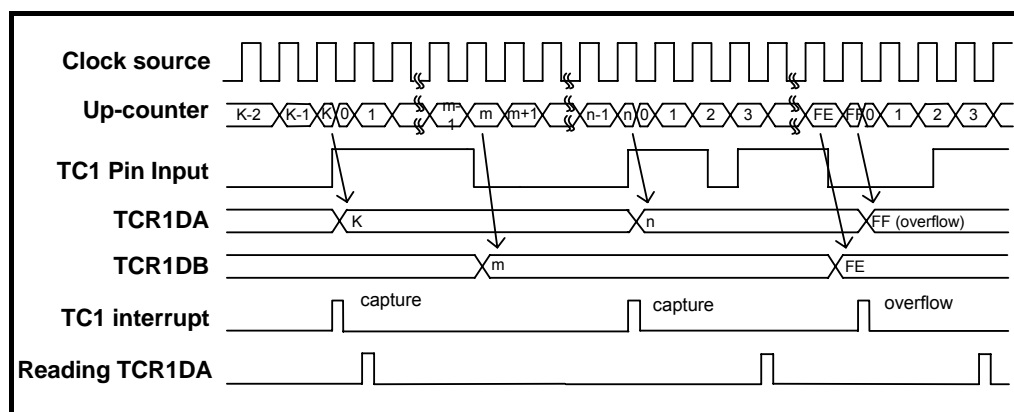 Clock source
Up-counter
K-2 K-1 K 0 1 m-1 m m+1 n-1 n 0 1 2 3 FE FF 0 1 2 3
TC1 Pin Input
TCR1DA
K n FF (overflow)
TCR1DB
m FE
TC1 interrupt
capture capture overflow
Reading TCR1DA